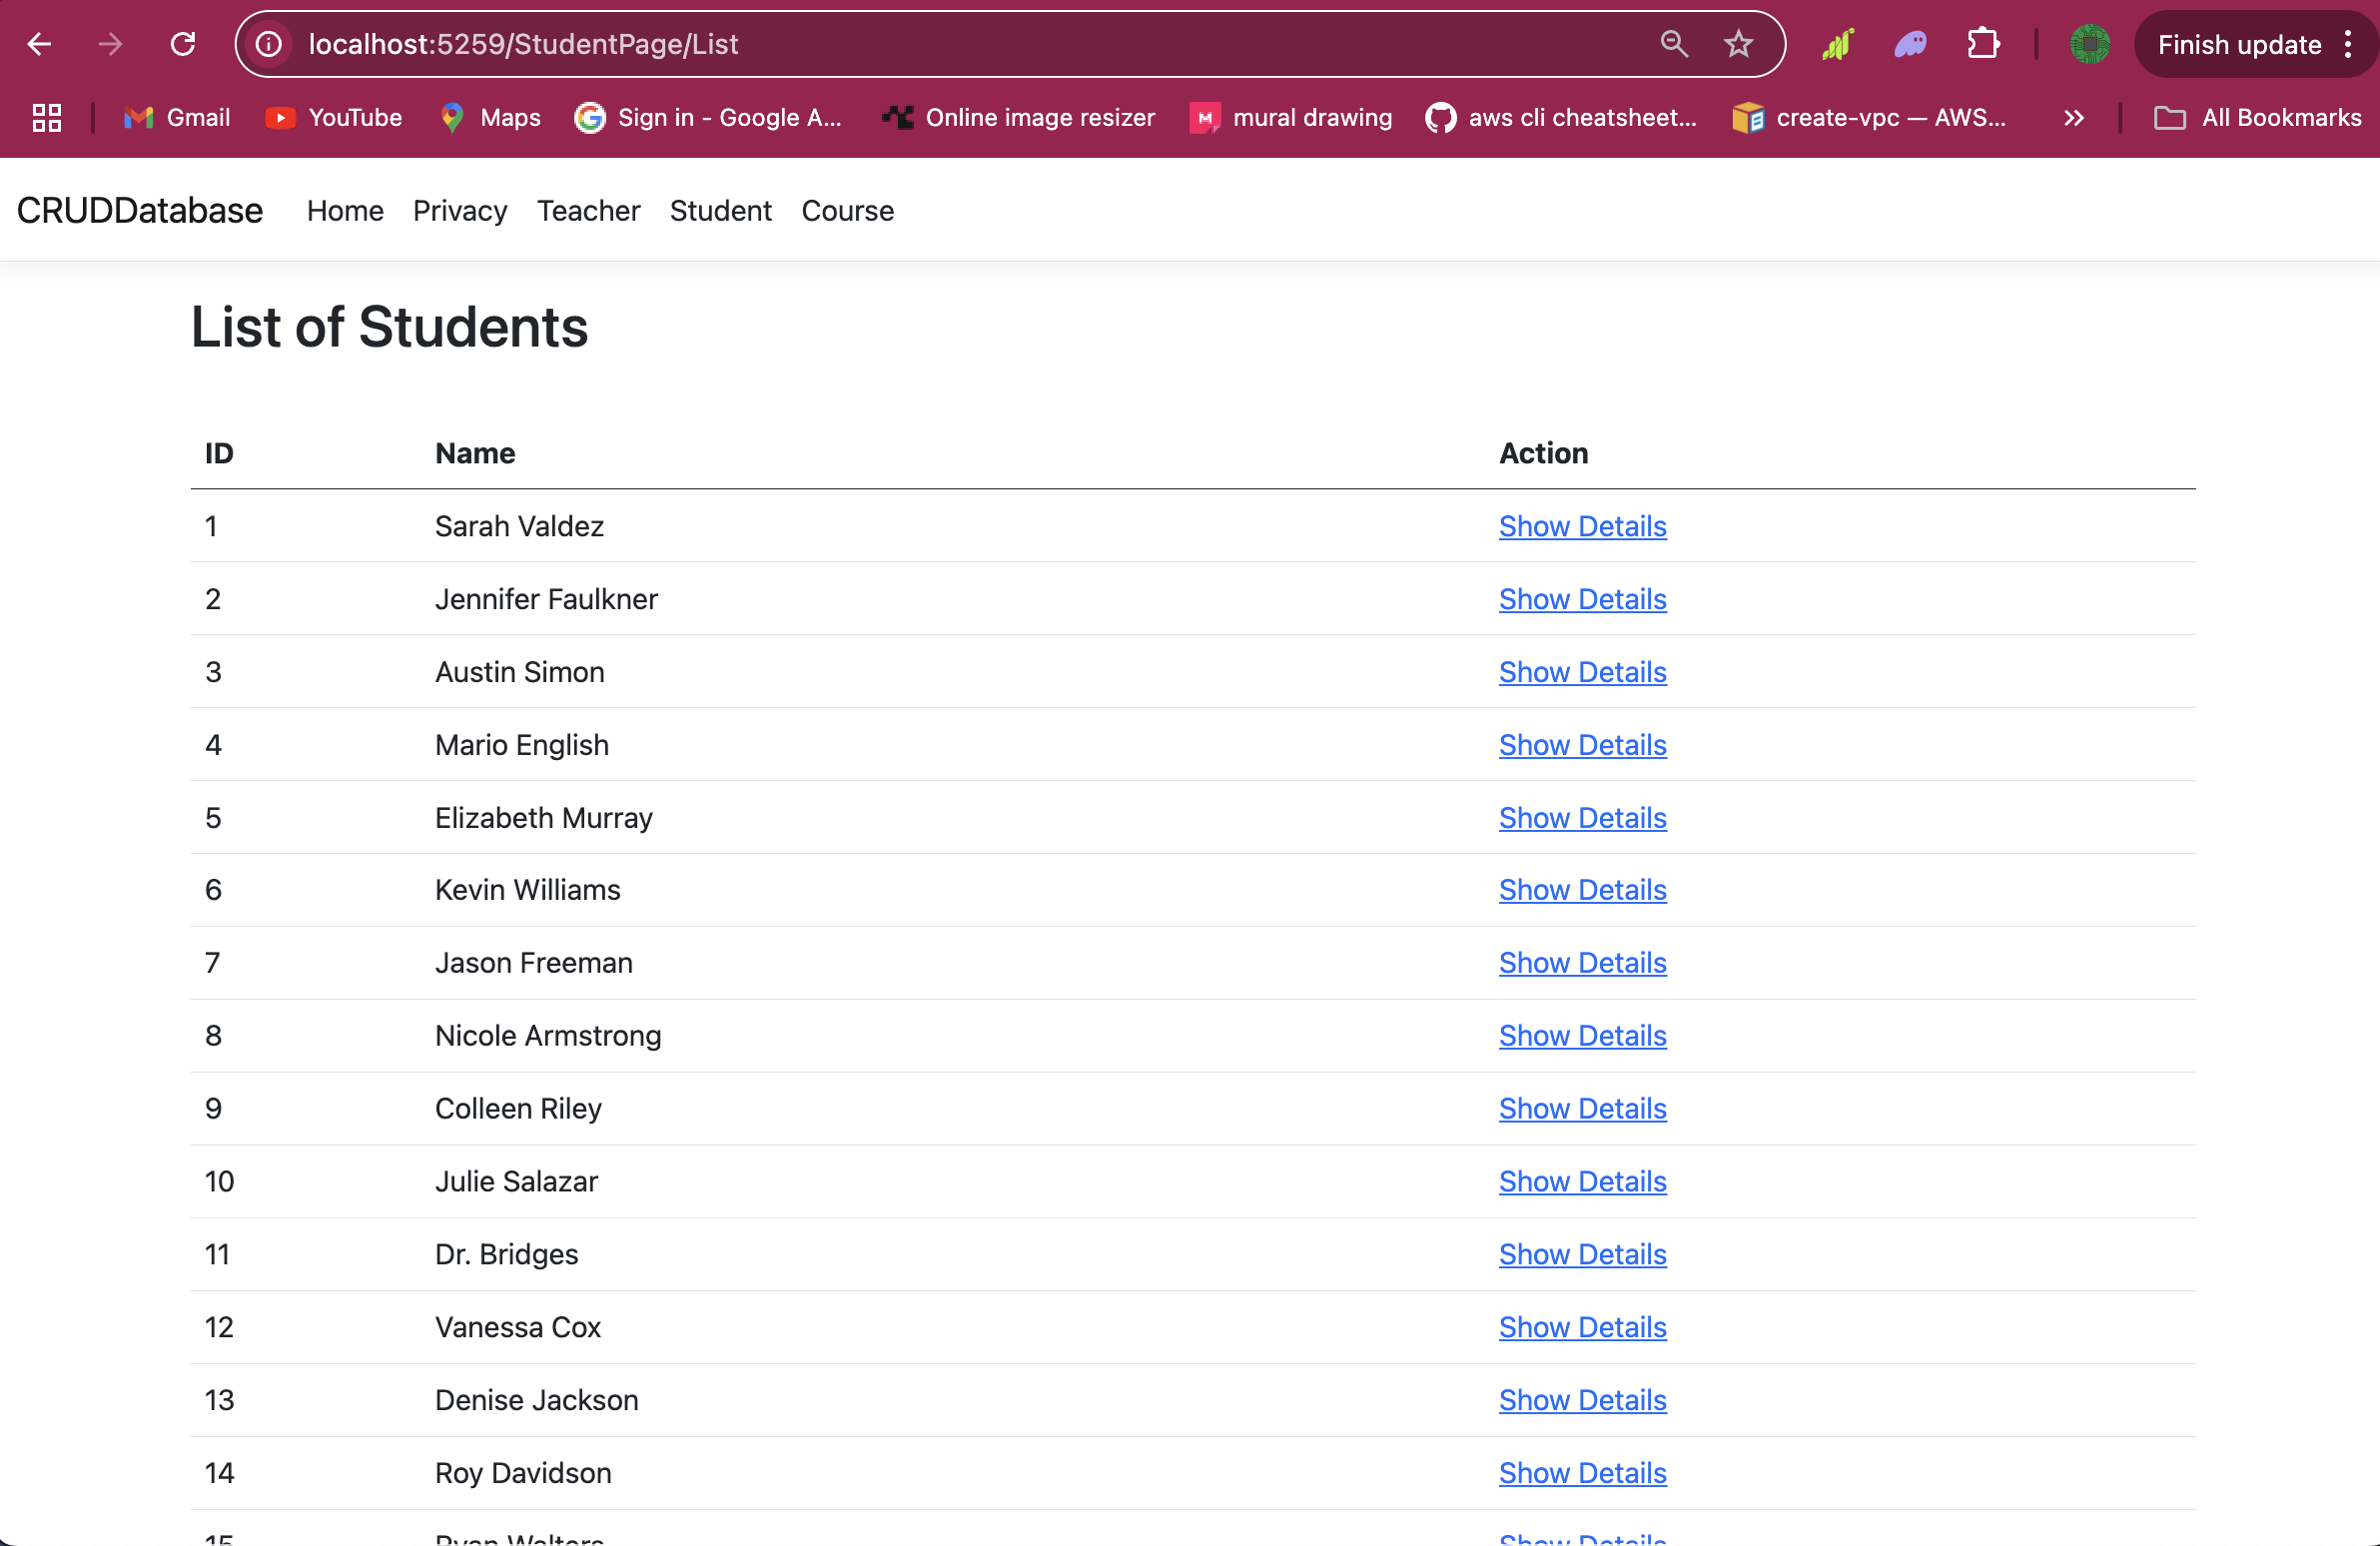 localhost:5259/StudentPage/List Finish update
Gmail YouTube Maps Sign in - Google A... Online image resizer mural drawing aws cli cheatsheet... create-vpc — AWS... All Bookmarks
CRUDDatabase Home Privacy Teacher Student Course
List of Students
ID Name Action
1 Sarah Valdez Show Details
2 Jennifer Faulkner Show Details
3 Austin Simon Show Details
4 Mario English Show Details
5 Elizabeth Murray Show Details
6 Kevin Williams Show Details
7 Jason Freeman Show Details
8 Nicole Armstrong Show Details
9 Colleen Riley Show Details
10 Julie Salazar Show Details
11 Dr. Bridges Show Details
12 Vanessa Cox Show Details
13 Denise Jackson Show Details
14 Roy Davidson Show Details
15 Ryan Walters Show Details